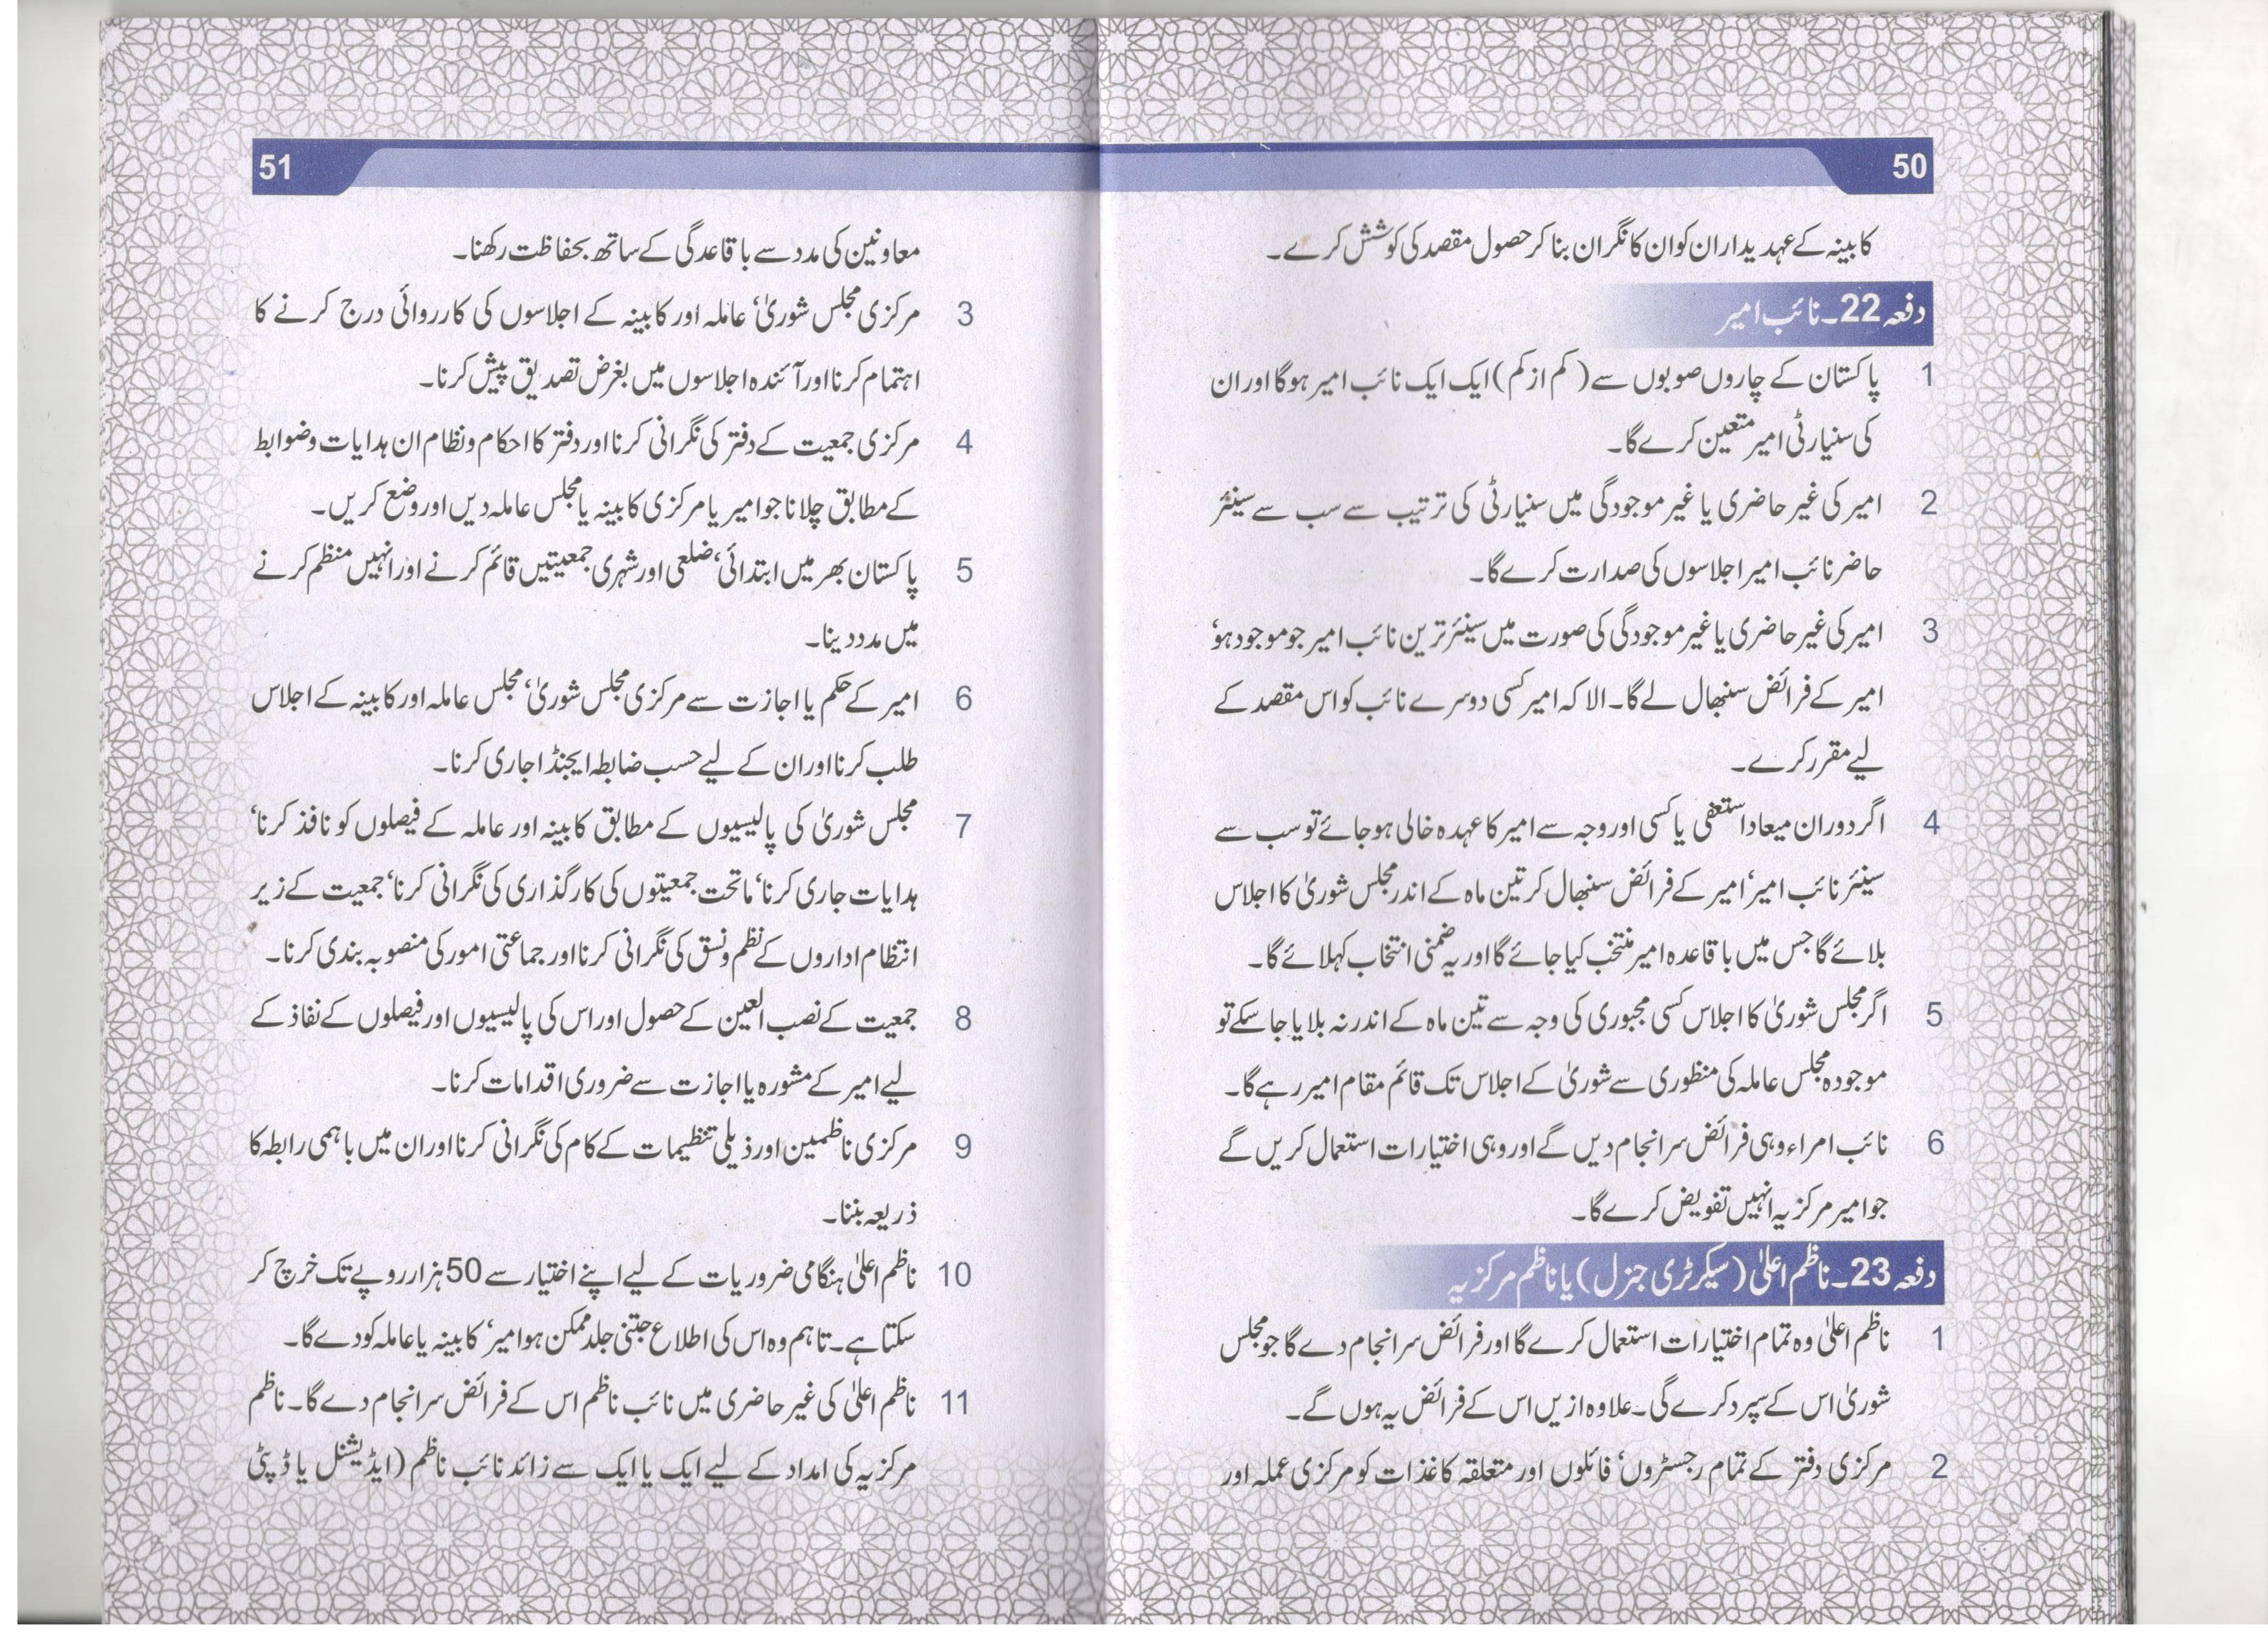 50
کابینہ کے عہدیداران کو ان کا نگران بنا کر حصول مقصد کی کوشش کرے۔
دفعہ 22۔ نائب امیر
1 پاکستان کے چاروں صوبوں سے (کم از کم) ایک ایک نائب امیر ہوگا اور ان
کی سنیارٹی امیر متعین کرے گا۔
2 امیر کی غیر حاضری یا غیر موجودگی میں سنیارٹی کی ترتیب سے سب سے سینئر
حاضر نائب امیر اجلاسوں کی صدارت کرے گا۔
3 امیر کی غیر حاضری یا غیر موجودگی کی صورت میں سینئر ترین نائب امیر جو موجود ہو‘
امیر کے فرائض سنبھال لے گا۔ الا کہ امیر کسی دوسرے نائب کو اس مقصد کے
لیے مقرر کرے۔
4 اگر دوران میعاد استعفی یا کسی اور وجہ سے امیر کا عہدہ خالی ہو جائے تو سب سے
سینئر نائب امیر‘ امیر کے فرائض سنبھال کر تین ماہ کے اندر مجلس شوریٰ کا اجلاس
بلائے گا جس میں باقاعدہ امیر منتخب کیا جائے گا اور یہ ضمنی انتخاب کہلائے گا۔
5 اگر مجلس شوریٰ کا اجلاس کسی مجبوری کی وجہ سے تین ماہ کے اندر نہ بلایا جا سکے تو
موجودہ مجلس عاملہ کی منظوری سے شوریٰ کے اجلاس تک قائم مقام امیر رہے گا۔
6 نائب امراء وہی فرائض سرانجام دیں گے اور وہی اختیارات استعمال کریں گے
جو امیر مرکزیہ انہیں تفویض کرے گا۔
دفعہ 23۔ ناظم اعلیٰ (سیکرٹری جنرل) یا ناظم مرکزیہ
1 ناظم اعلیٰ وہ تمام اختیارات استعمال کرے گا اور فرائض سرانجام دے گا جو مجلس
شوریٰ اس کے سپرد کرے گی۔ علاوہ ازیں اس کے فرائض یہ ہوں گے۔
2 مرکزی دفتر کے تمام رجسٹروں‘ فائلوں اور متعلقہ کاغذات کو مرکزی عملہ اور
51
معاونین کی مدد سے باقاعدگی کے ساتھ بحفاظت رکھنا۔
3 مرکزی مجلس شوریٰ‘ عاملہ اور کابینہ کے اجلاسوں کی کارروائی درج کرنے کا
اہتمام کرنا اور آئندہ اجلاسوں میں بغرض تصدیق پیش کرنا۔
4 مرکزی جمعیت کے دفتر کی نگرانی کرنا اور دفتر کا احکام ونظام ان ہدایات وضوابط
کے مطابق چلانا جو امیر یا مرکزی کابینہ یا مجلس عاملہ دیں اور وضع کریں۔
5 پاکستان بھر میں ابتدائی‘ ضلعی اور شہری جمعیتیں قائم کرنے اور انہیں منظم کرنے
میں مدد دینا۔
6 امیر کے حکم یا اجازت سے مرکزی مجلس شوریٰ‘ مجلس عاملہ اور کابینہ کے اجلاس
طلب کرنا اور ان کے لیے حسب ضابطہ ایجنڈا جاری کرنا۔
7 مجلس شوریٰ کی پالیسیوں کے مطابق کابینہ اور عاملہ کے فیصلوں کو نافذ کرنا‘
ہدایات جاری کرنا‘ ماتحت جمعیتوں کی کارگذاری کی نگرانی کرنا‘ جمعیت کے زیر
انتظام اداروں کے نظم ونسق کی نگرانی کرنا اور جماعتی امور کی منصوبہ بندی کرنا۔
8 جمعیت کے نصب العین کے حصول اور اس کی پالیسیوں اور فیصلوں کے نفاذ کے
لیے امیر کے مشورہ یا اجازت سے ضروری اقدامات کرنا۔
9 مرکزی ناظمین اور ذیلی تنظیمات کے کام کی نگرانی کرنا اور ان میں باہمی رابطہ کا
ذریعہ بننا۔
10 ناظم اعلیٰ ہنگامی ضروریات کے لیے اپنے اختیار سے 50 ہزار روپے تک خرچ کر
سکتا ہے۔ تاہم وہ اس کی اطلاع جتنی جلد ممکن ہو امیر‘ کابینہ یا عاملہ کو دے گا۔
11 ناظم اعلیٰ کی غیر حاضری میں نائب ناظم اس کے فرائض سرانجام دے گا۔ ناظم
مرکزیہ کی امداد کے لیے ایک یا ایک سے زائد نائب ناظم (ایڈیشنل یا ڈپٹی